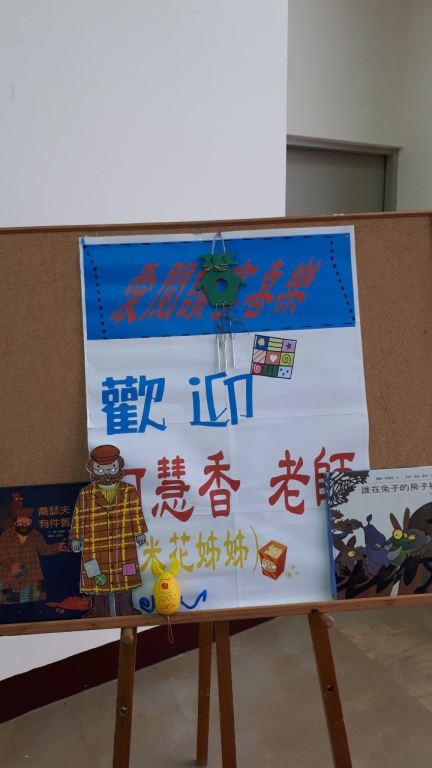 愛閱讀 喜樂
歡迎
慧香 老師
米花姊姊)
喬瑟夫
有件舊
誰在兔子的房子裡